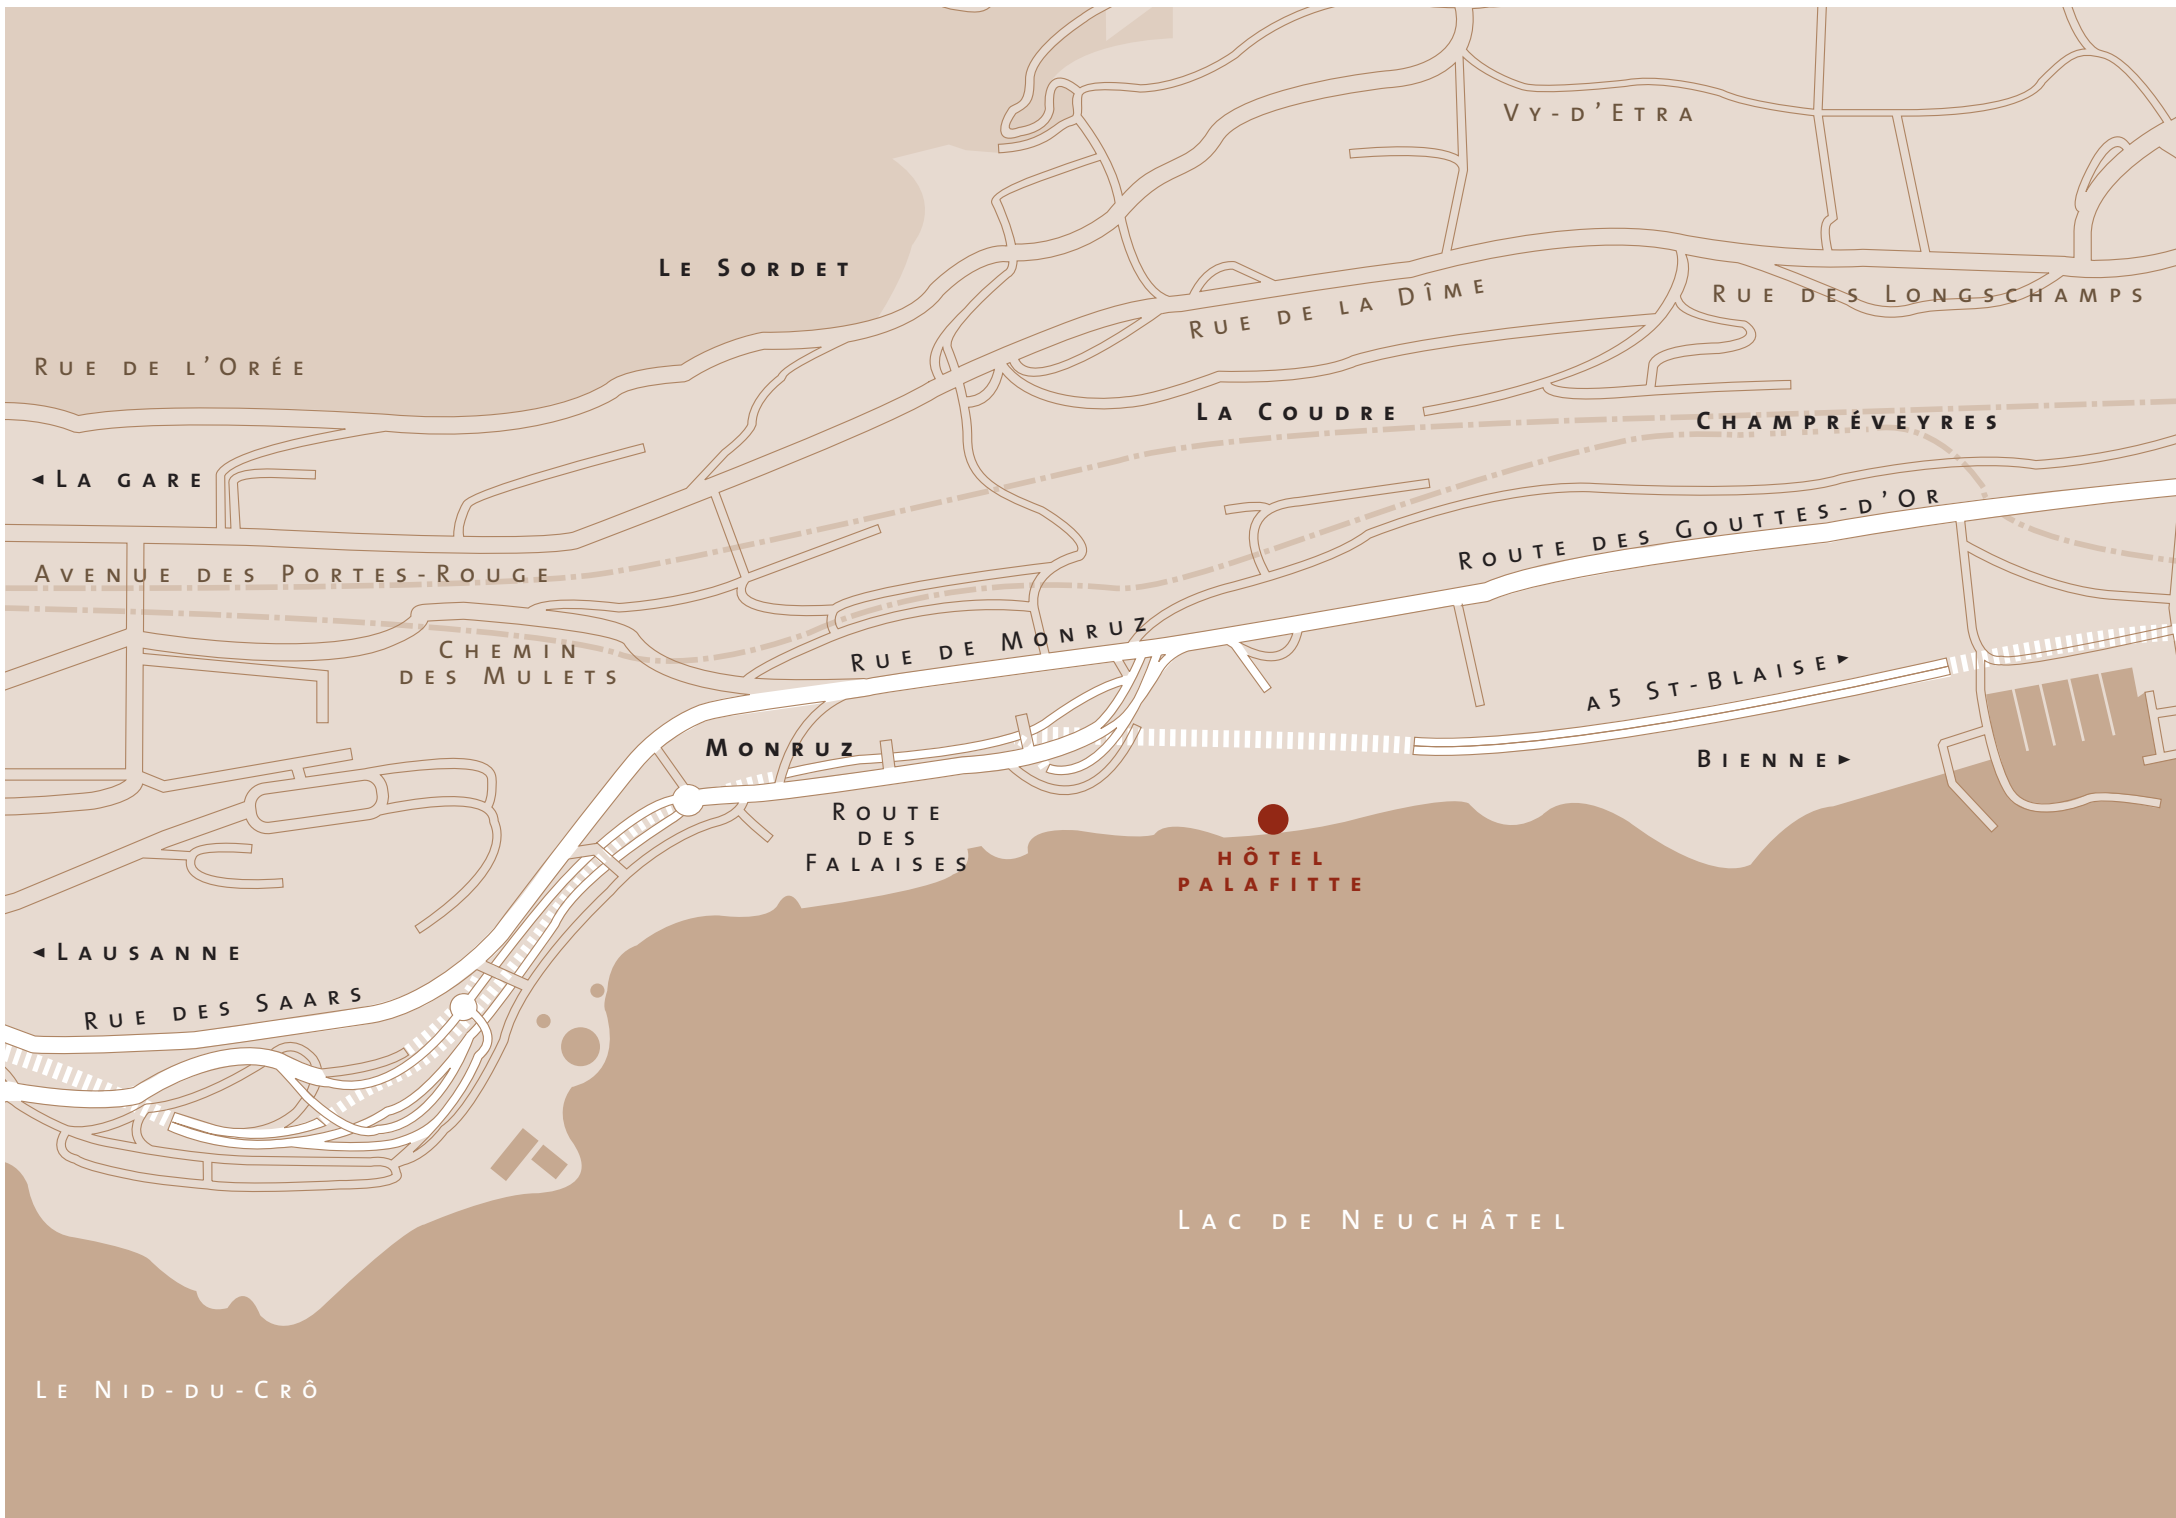 Vy-d'Etra
Le Sordet
Rue de la Dîme
Rue des Longschamps
Rue de l'Orée
La Coudre
Champréveyres
◄ La gare
Route des Gouttes-d'Or
Avenue des Portes-Rouge
Rue de Monruz
Chemin
des Mulets
A5 St-Blaise ►
Monruz
Bienne ►
Route
des
Falaises
hôtel
palafitte
◄ Lausanne
Rue des Saars
Lac de Neuchâtel
Le Nid-du-Crô